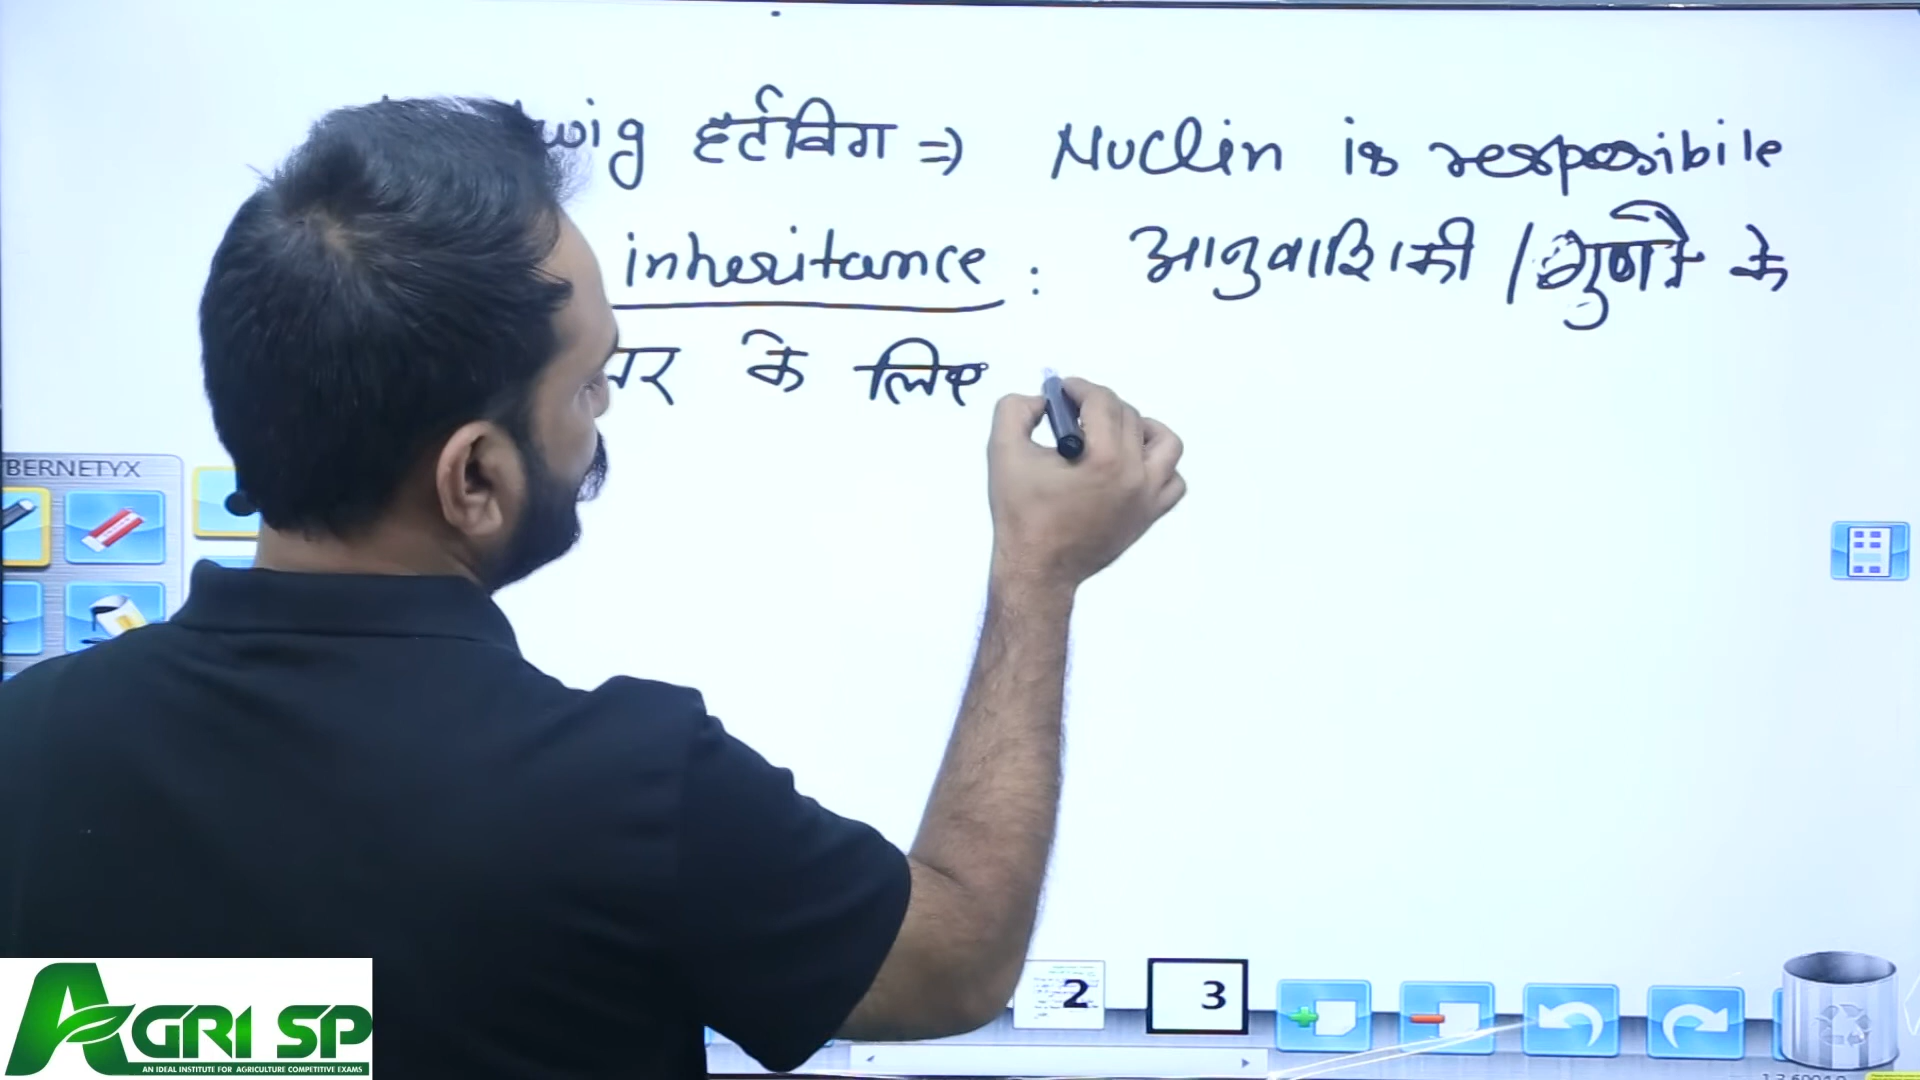 wig हर्टविग => Nuclin is resposibile
inheritance : आनुवाशिकी / गुणों के
के लिए
BERNETYX
2
3
AGRI SP
AN IDEAL INSTITUTE FOR AGRICULTURE COMPETITIVE EXAMS